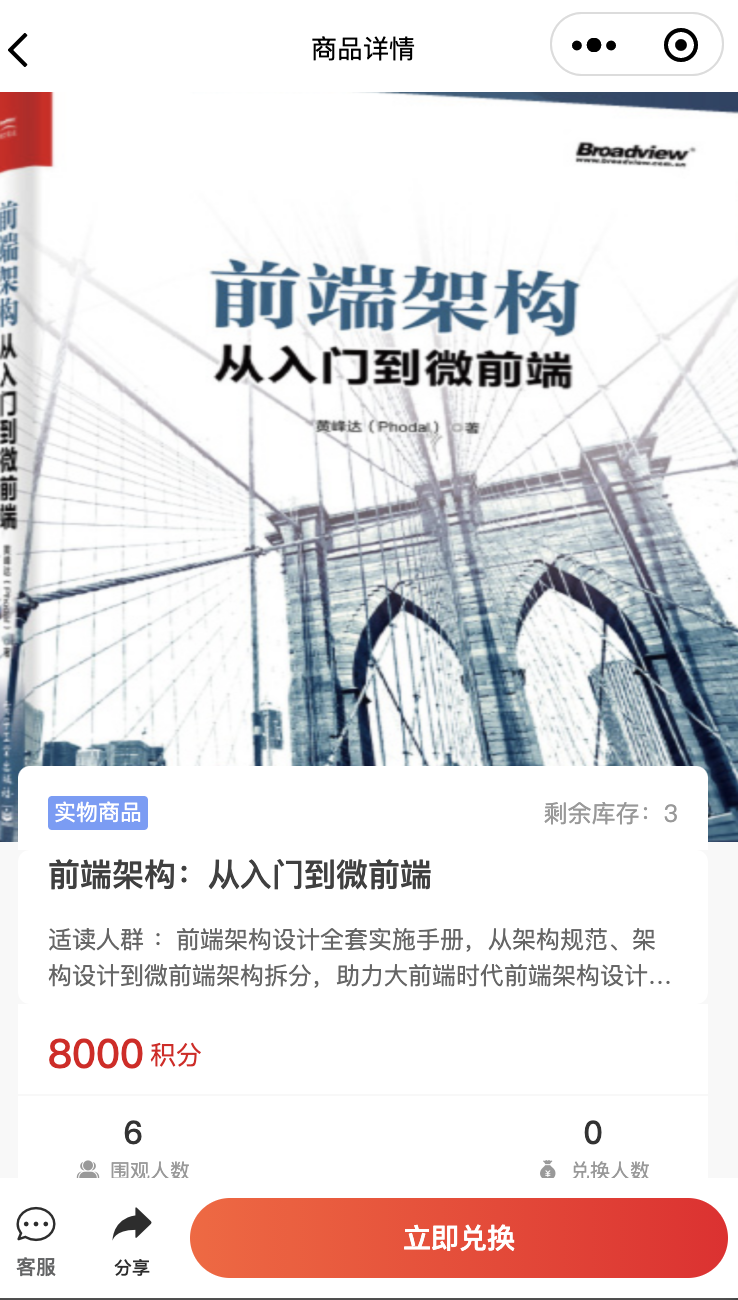 商品详情
Broadview®
www.broadview.com.cn
前端架构
从入门到微前端
黄峰达（Phodal） ◎著
前端架构
从入门到微前端
实物商品
剩余库存：3
前端架构：从入门到微前端
适读人群 ：前端架构设计全套实施手册，从架构规范、架
构设计到微前端架构拆分，助力大前端时代前端架构设计...
8000 积分
6
0
围观人数
兑换人数
客服
分享
立即兑换